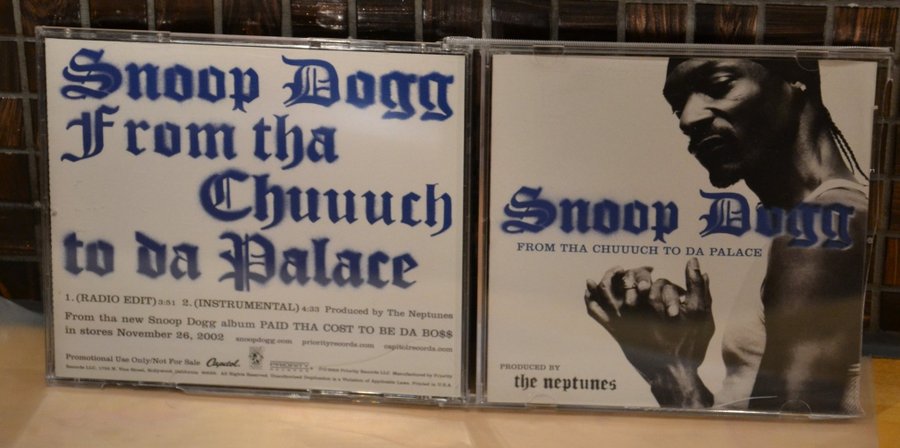 Snoop Dogg
From tha
Chuuuch
to da Palace
1. (RADIO EDIT) 3:51 2. (INSTRUMENTAL) 4:33 Produced by The Neptunes
From tha new Snoop Dogg album PAID THA COST TO BE DA BO$$
in stores November 26, 2002 snoopdogg.com priorityrecords.com capitolrecords.com
Promotional Use Only/Not For Sale Capitol PRIORITY
Snoop Dogg
FROM THA CHUUUCH TO DA PALACE
PRODUCED BY
the neptunes